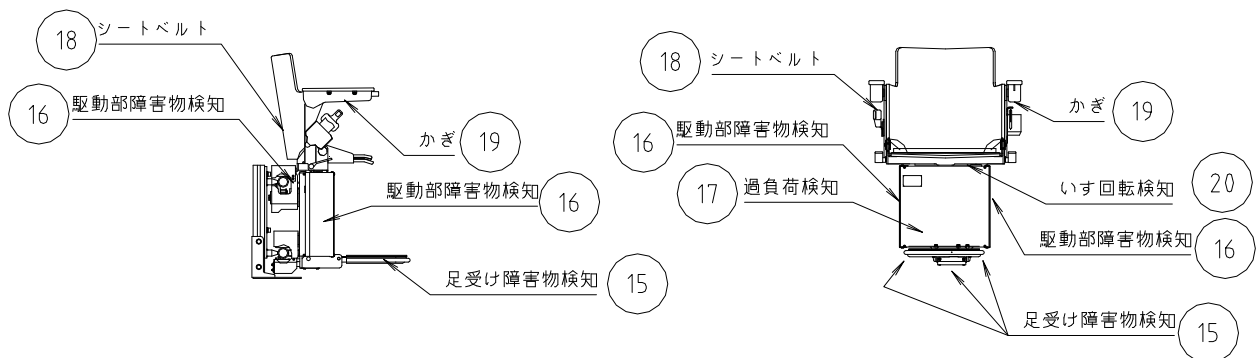 18 シートベルト
16 駆動部障害物検知
かぎ 19
駆動部障害物検知 16
足受け障害物検知 15
18 シートベルト
かぎ 19
16 駆動部障害物検知
17 過負荷検知
いす回転検知 20
駆動部障害物検知 16
足受け障害物検知 15